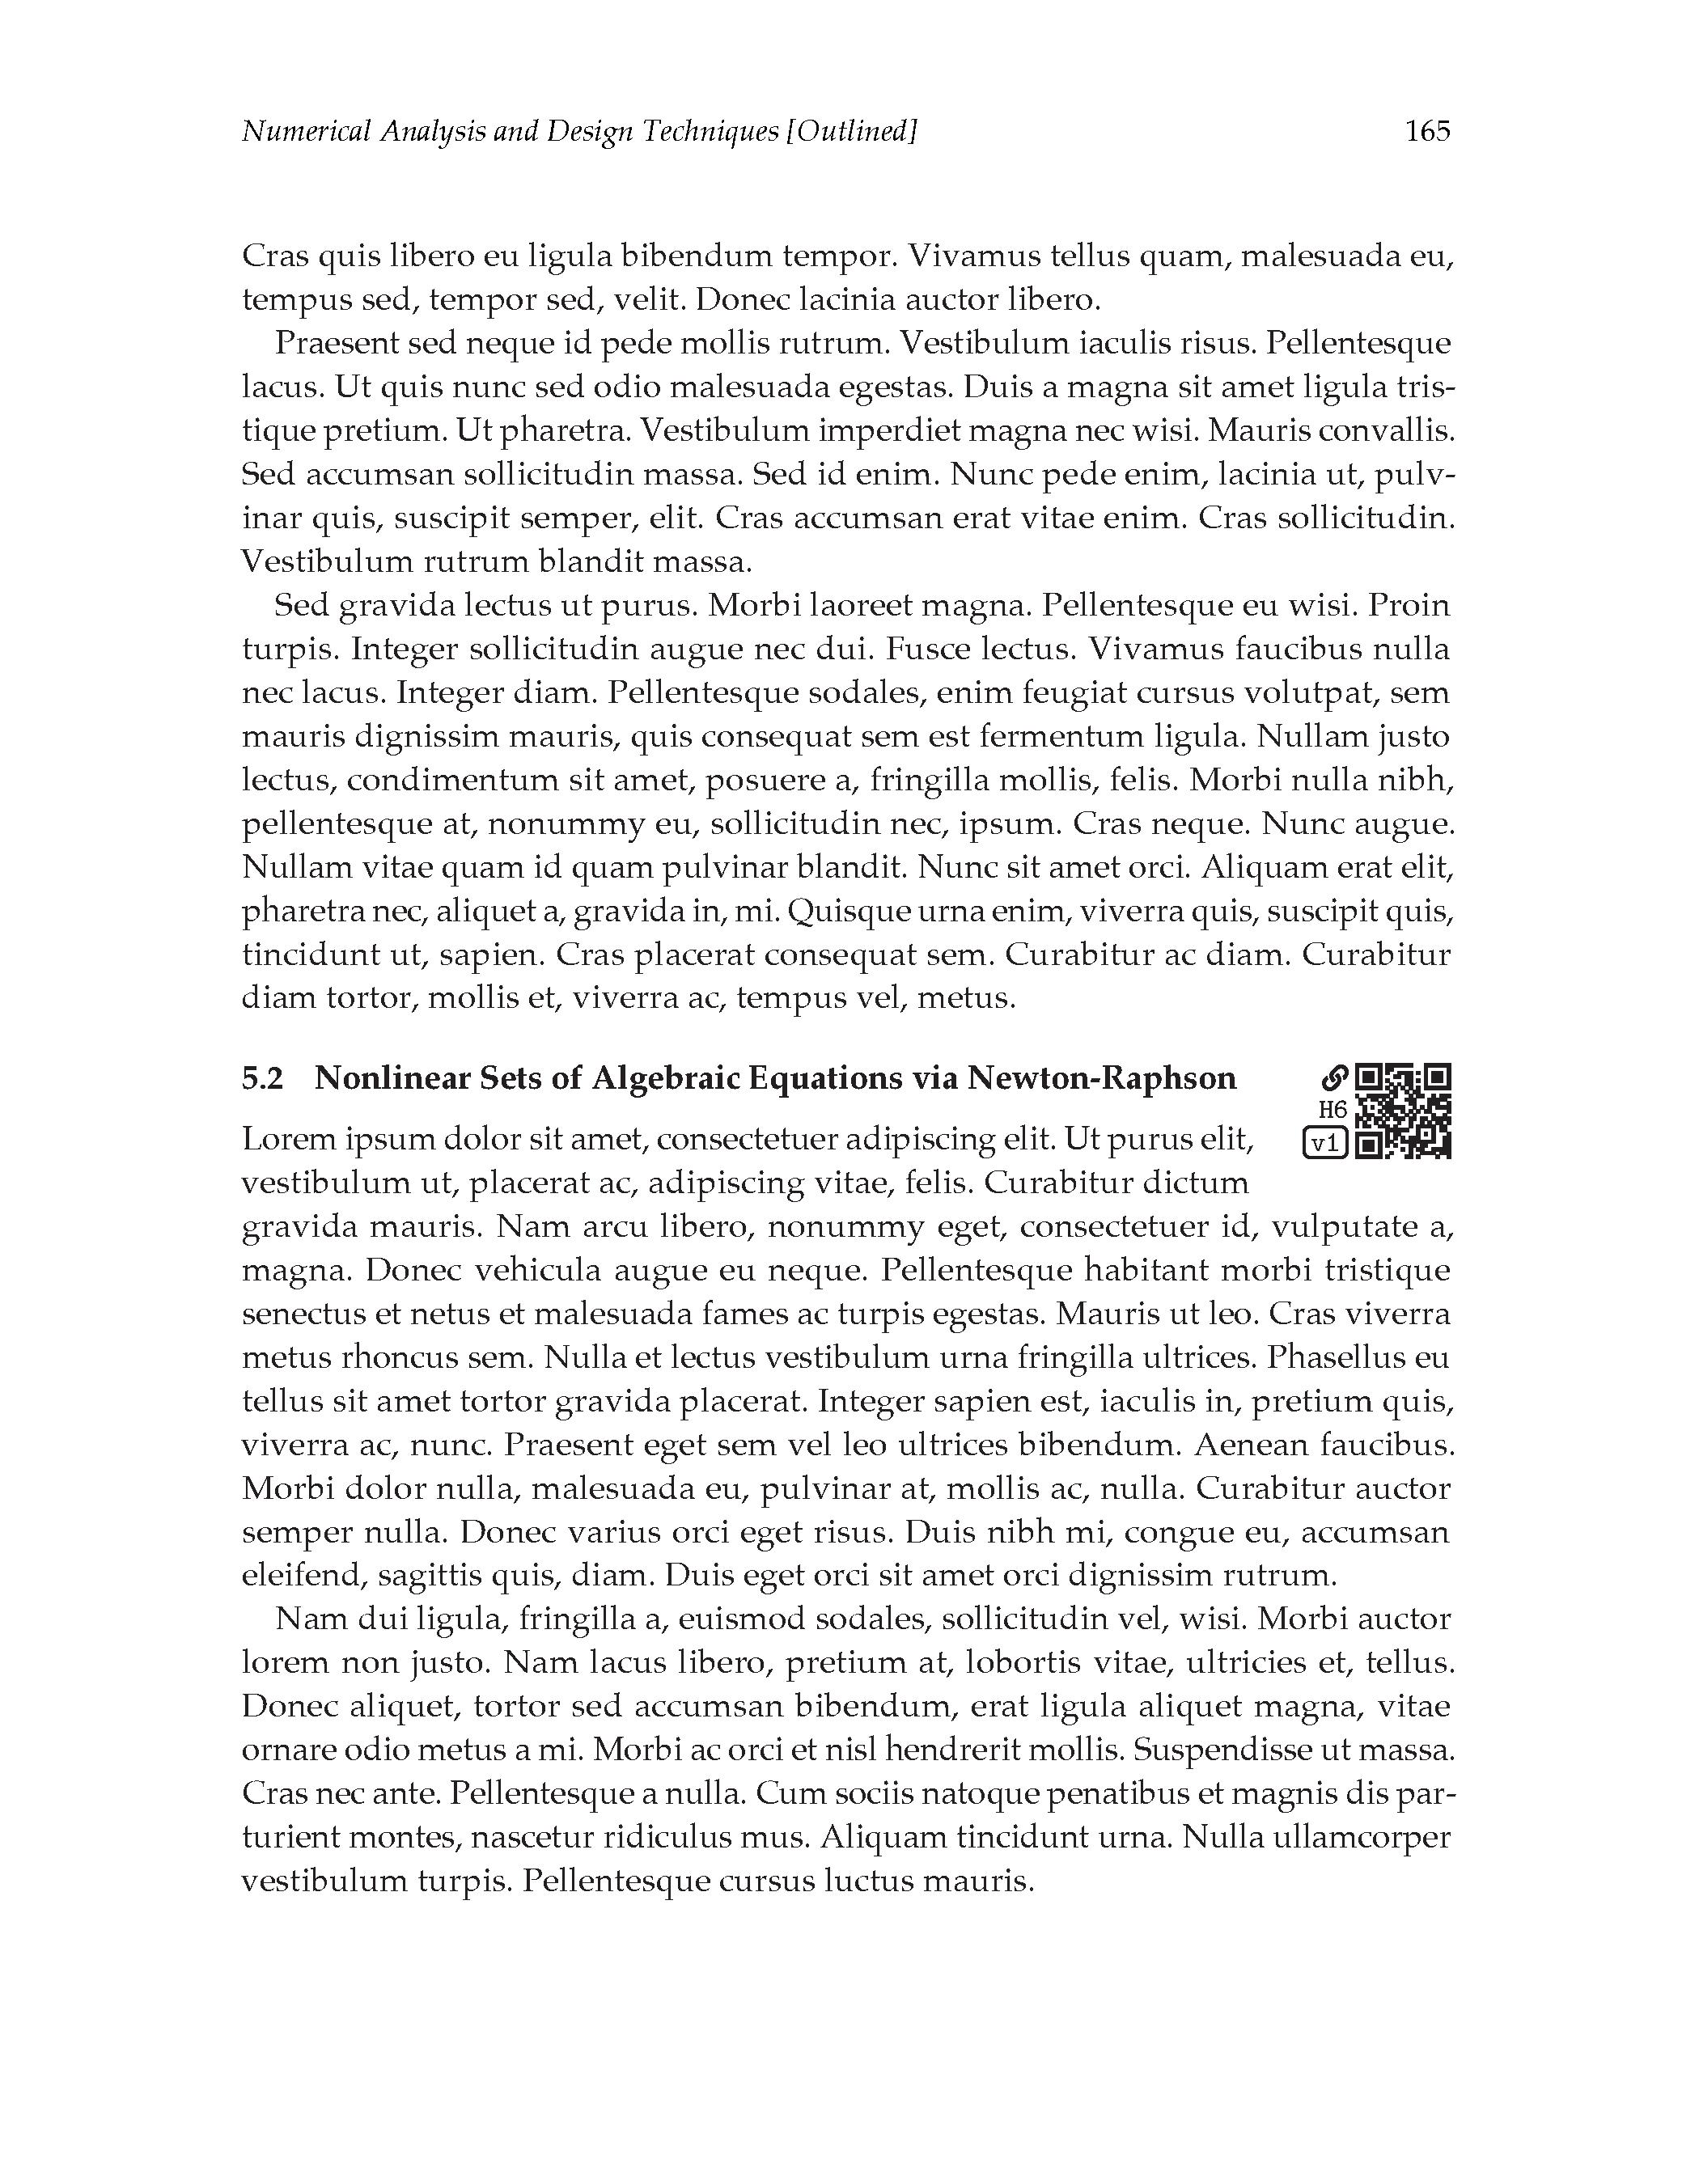 Numerical Analysis and Design Techniques [Outlined] 165
Cras quis libero eu ligula bibendum tempor. Vivamus tellus quam, malesuada eu,
tempus sed, tempor sed, velit. Donec lacinia auctor libero.
Praesent sed neque id pede mollis rutrum. Vestibulum iaculis risus. Pellentesque
lacus. Ut quis nunc sed odio malesuada egestas. Duis a magna sit amet ligula tris-
tique pretium. Ut pharetra. Vestibulum imperdiet magna nec wisi. Mauris convallis.
Sed accumsan sollicitudin massa. Sed id enim. Nunc pede enim, lacinia ut, pulv-
inar quis, suscipit semper, elit. Cras accumsan erat vitae enim. Cras sollicitudin.
Vestibulum rutrum blandit massa.
Sed gravida lectus ut purus. Morbi laoreet magna. Pellentesque eu wisi. Proin
turpis. Integer sollicitudin augue nec dui. Fusce lectus. Vivamus faucibus nulla
nec lacus. Integer diam. Pellentesque sodales, enim feugiat cursus volutpat, sem
mauris dignissim mauris, quis consequat sem est fermentum ligula. Nullam justo
lectus, condimentum sit amet, posuere a, fringilla mollis, felis. Morbi nulla nibh,
pellentesque at, nonummy eu, sollicitudin nec, ipsum. Cras neque. Nunc augue.
Nullam vitae quam id quam pulvinar blandit. Nunc sit amet orci. Aliquam erat elit,
pharetra nec, aliquet a, gravida in, mi. Quisque urna enim, viverra quis, suscipit quis,
tincidunt ut, sapien. Cras placerat consequat sem. Curabitur ac diam. Curabitur
diam tortor, mollis et, viverra ac, tempus vel, metus.
5.2 Nonlinear Sets of Algebraic Equations via Newton-Raphson
H6
v1
Lorem ipsum dolor sit amet, consectetuer adipiscing elit. Ut purus elit,
vestibulum ut, placerat ac, adipiscing vitae, felis. Curabitur dictum
gravida mauris. Nam arcu libero, nonummy eget, consectetuer id, vulputate a,
magna. Donec vehicula augue eu neque. Pellentesque habitant morbi tristique
senectus et netus et malesuada fames ac turpis egestas. Mauris ut leo. Cras viverra
metus rhoncus sem. Nulla et lectus vestibulum urna fringilla ultrices. Phasellus eu
tellus sit amet tortor gravida placerat. Integer sapien est, iaculis in, pretium quis,
viverra ac, nunc. Praesent eget sem vel leo ultrices bibendum. Aenean faucibus.
Morbi dolor nulla, malesuada eu, pulvinar at, mollis ac, nulla. Curabitur auctor
semper nulla. Donec varius orci eget risus. Duis nibh mi, congue eu, accumsan
eleifend, sagittis quis, diam. Duis eget orci sit amet orci dignissim rutrum.
Nam dui ligula, fringilla a, euismod sodales, sollicitudin vel, wisi. Morbi auctor
lorem non justo. Nam lacus libero, pretium at, lobortis vitae, ultricies et, tellus.
Donec aliquet, tortor sed accumsan bibendum, erat ligula aliquet magna, vitae
ornare odio metus a mi. Morbi ac orci et nisl hendrerit mollis. Suspendisse ut massa.
Cras nec ante. Pellentesque a nulla. Cum sociis natoque penatibus et magnis dis par-
turient montes, nascetur ridiculus mus. Aliquam tincidunt urna. Nulla ullamcorper
vestibulum turpis. Pellentesque cursus luctus mauris.